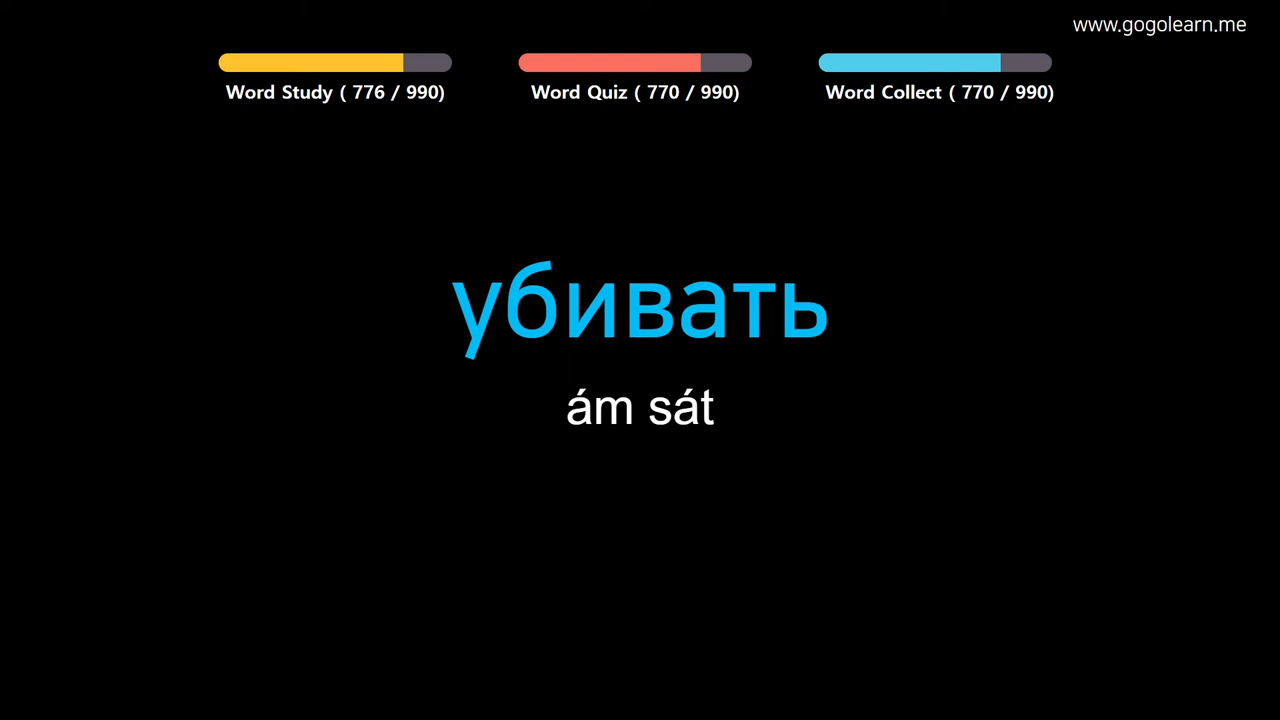 www.gogolearn.me
Word Study ( 776 / 990)
Word Quiz ( 770 / 990)
Word Collect ( 770 / 990)
убивать
ám sát